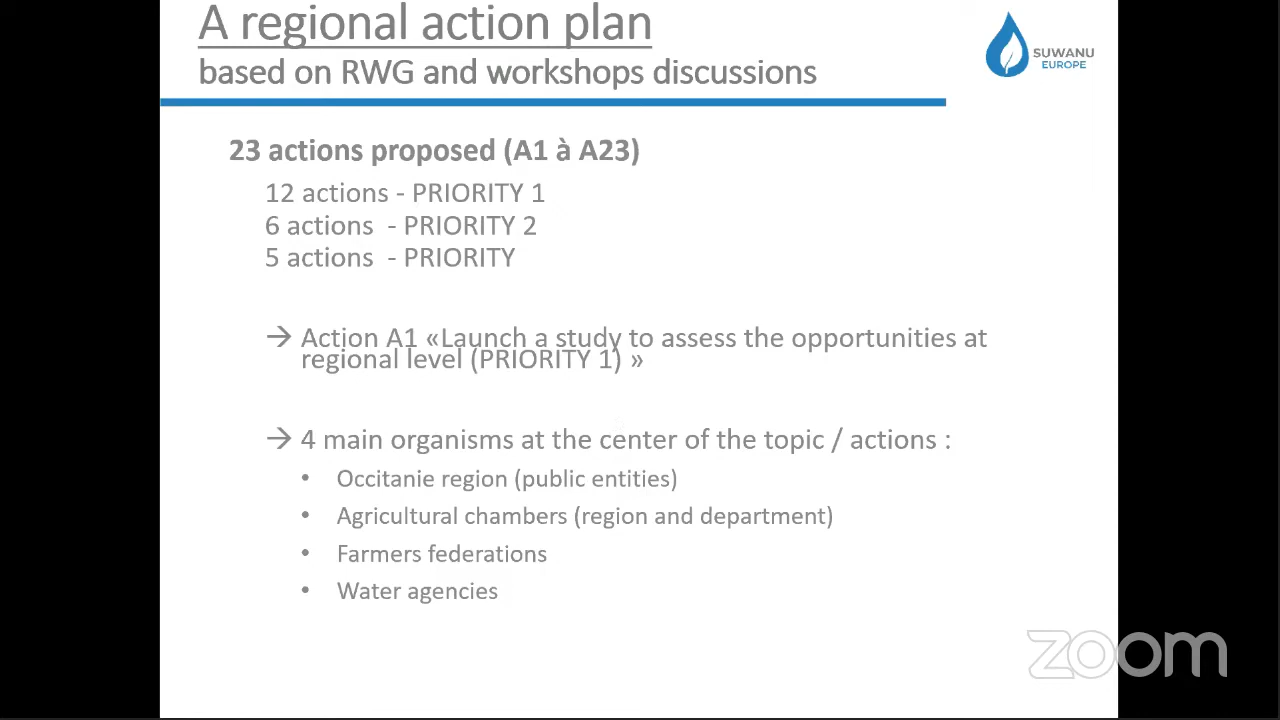 A regional action plan
based on RWG and workshops discussions
SUWANU
EUROPE
23 actions proposed (A1 à A23)
12 actions - PRIORITY 1
6 actions - PRIORITY 2
5 actions - PRIORITY
→ Action A1 «Launch a study to assess the opportunities at
regional level (PRIORITY 1) »
→ 4 main organisms at the center of the topic / actions :
• Occitanie region (public entities)
• Agricultural chambers (region and department)
• Farmers federations
• Water agencies
zoom